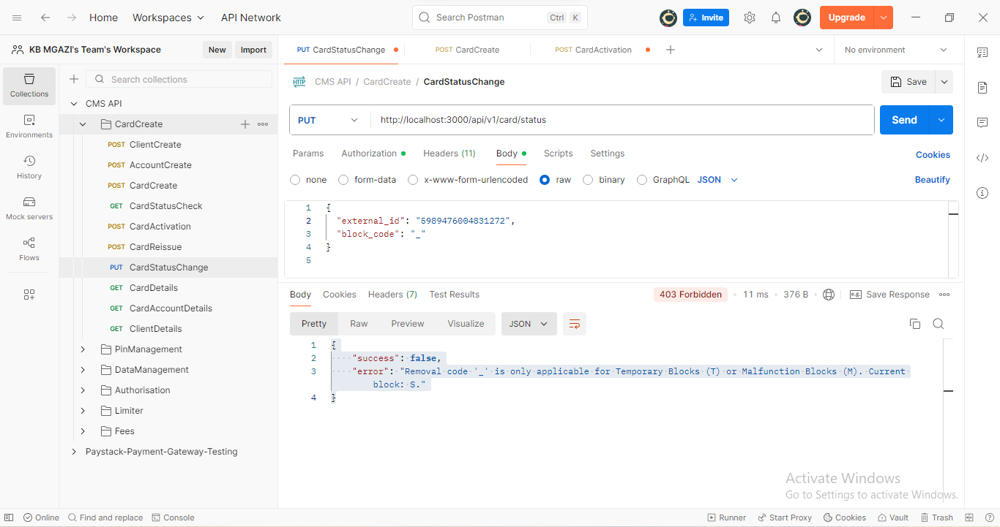 Home Workspaces API Network Search Postman Ctrl K Invite Upgrade
KB MGAZI's Team's Workspace New Import PUT CardStatusChange POST CardCreate POST CardActivation No environment
Collections
Environments
History
Mock servers
Flows
Search collections
CMS API
CardCreate
POST ClientCreate
POST AccountCreate
POST CardCreate
GET CardStatusCheck
POST CardActivation
POST CardReissue
PUT CardStatusChange
GET CardDetails
GET CardAccountDetails
GET ClientDetails
PinManagement
DataManagement
Authorisation
Limiter
Fees
Paystack-Payment-Gateway-Testing
HTTP CMS API / CardCreate / CardStatusChange Save
PUT http://localhost:3000/api/v1/card/status Send
Params Authorization Headers (11) Body Scripts Settings Cookies
none form-data x-www-form-urlencoded raw binary GraphQL JSON Beautify
1 {
2 "external_id": "5989476004831272",
3 "block_code": "_"
4 }
5
Body Cookies Headers (7) Test Results 403 Forbidden 11 ms 376 B e.g. Save Response
Pretty Raw Preview Visualize JSON
1 {
2 "success": false,
3 "error": "Removal code '_' is only applicable for Temporary Blocks (T) or Malfunction Blocks (M). Current
block: S."
4 }
Activate Windows
Go to Settings to activate Windows.
Online Find and replace Console Runner Start Proxy Cookies Vault Trash